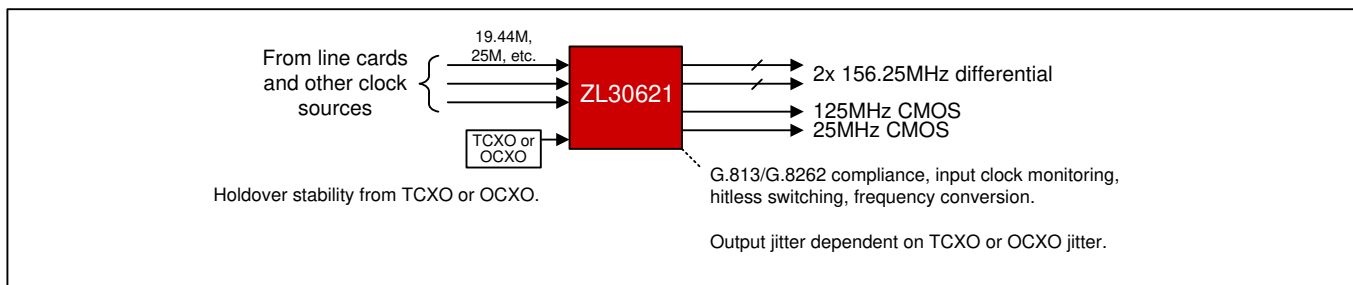 19.44M,
25M, etc.
From line cards
and other clock
sources
ZL30621
2x 156.25MHz differential
125MHz CMOS
25MHz CMOS
TCXO or
OCXO
Holdover stability from TCXO or OCXO.
G.813/G.8262 compliance, input clock monitoring,
hitless switching, frequency conversion.
Output jitter dependent on TCXO or OCXO jitter.